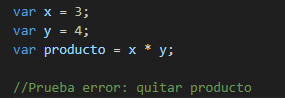 var x = 3;
var y = 4;
var producto = x * y;
//Prueba error: quitar producto